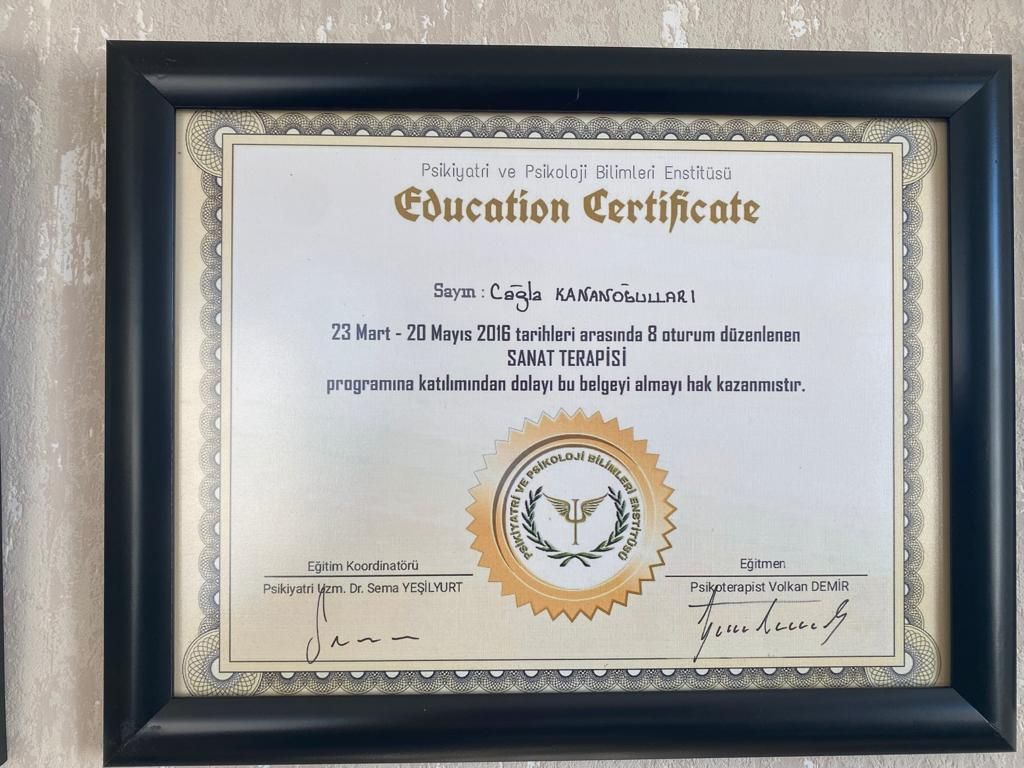 Psikiyatri ve Psikoloji Bilimleri Enstitüsü
Education Certificate
Sayın : Cağla KANANOĞULLARI
23 Mart - 20 Mayıs 2016 tarihleri arasında 8 oturum düzenlenen
SANAT TERAPİSİ
programına katılımından dolayı bu belgeyi almayı hak kazanmıstır.
PSİKİYATRİ VE PSİKOLOJİ BİLİMLERİ ENSTİTÜSÜ
Eğitim Koordinatörü
Psikiyatri Uzm. Dr. Sema YEŞİLYURT
Eğitmen
Psikoterapist Volkan DEMİR